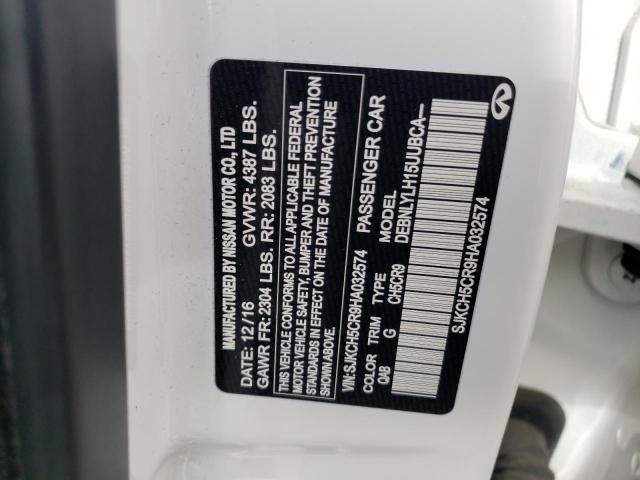 MANUFACTURED BY NISSAN MOTOR CO., LTD
DATE: 12/16 GVWR: 4387 LBS.
GAWR FR: 2304 LBS. RR: 2083 LBS.
THIS VEHICLE CONFORMS TO ALL APPLICABLE FEDERAL
MOTOR VEHICLE SAFETY, BUMPER AND THEFT PREVENTION
STANDARDS IN EFFECT ON THE DATE OF MANUFACTURE
SHOWN ABOVE.
VIN: SJKCH5CR9HA032574 PASSENGER CAR
COLOR TRIM TYPE MODEL
QAB G CH5CR9 DEBNLYLH15UUBCA—
SJKCH5CR9HA032574